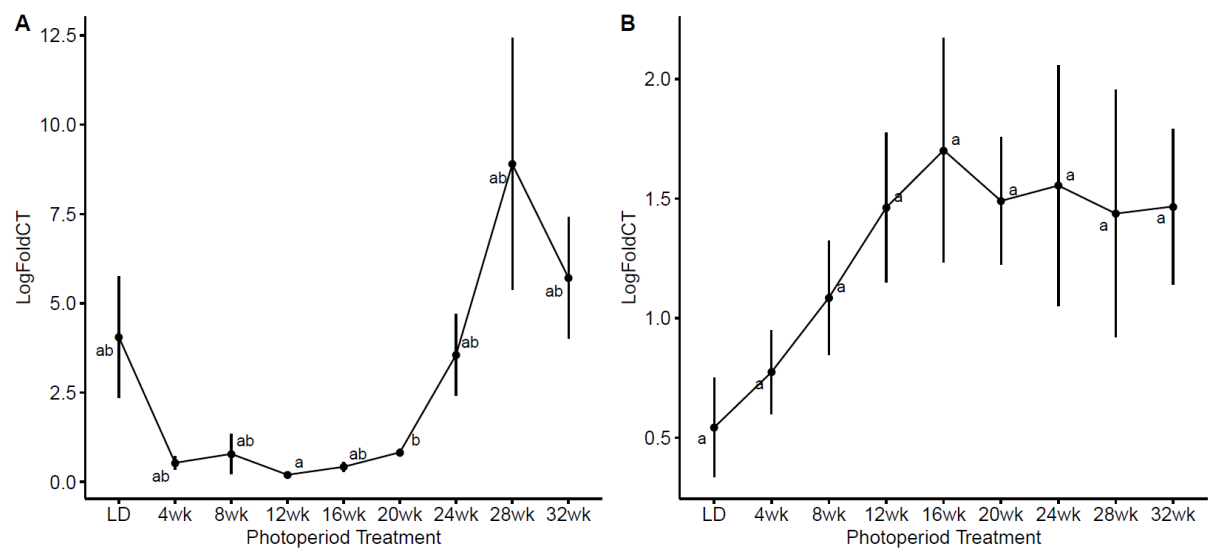 A
LogFoldCT
12.5
10.0
7.5
5.0
2.5
0.0
ab
ab
ab
a
ab
b
ab
ab
ab
LD 4wk 8wk 12wk 16wk 20wk 24wk 28wk 32wk
Photoperiod Treatment
B
LogFoldCT
2.0
1.5
1.0
0.5
a
a
a
a
a
a
a
a
a
LD 4wk 8wk 12wk 16wk 20wk 24wk 28wk 32wk
Photoperiod Treatment